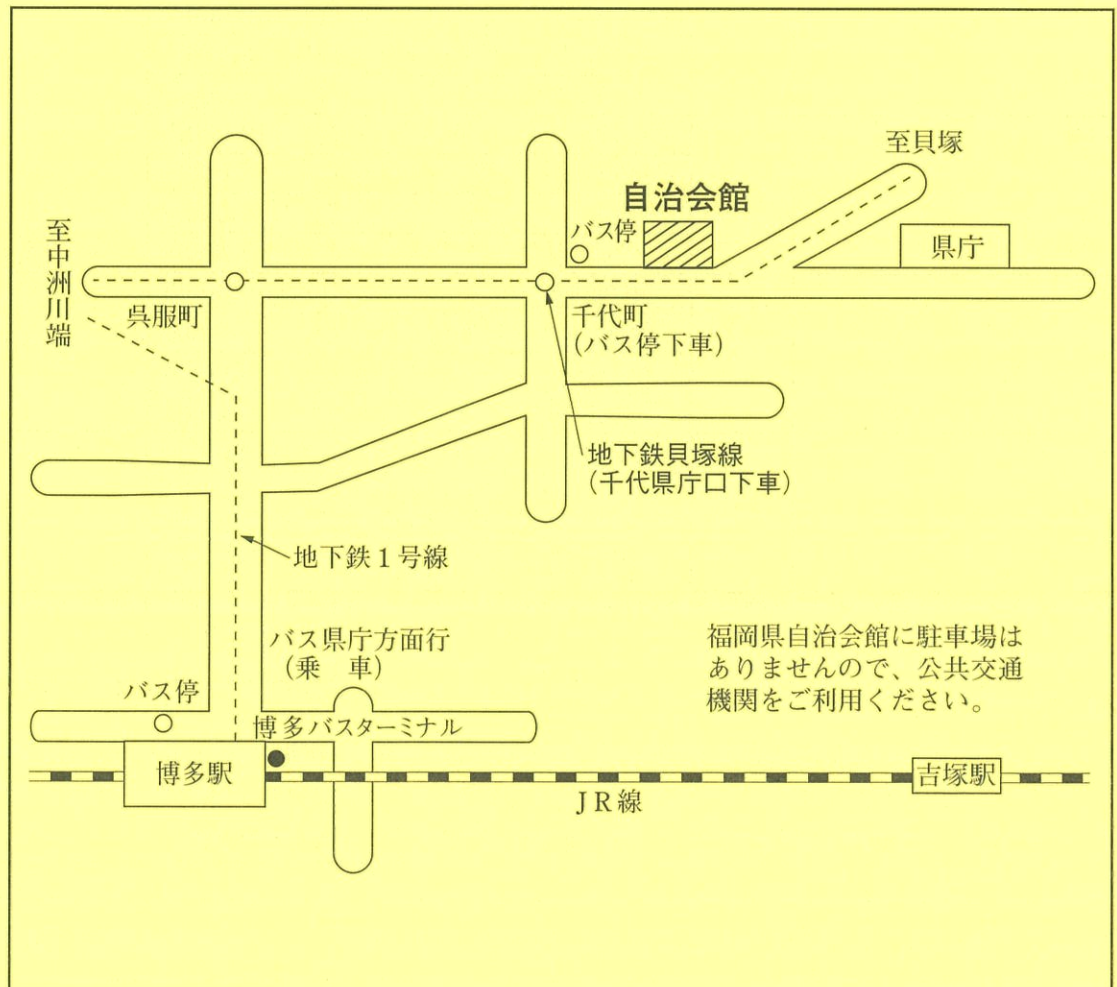 至貝塚
自治会館
バス停
県庁
至中洲川端
呉服町
千代町
(バス停下車)
地下鉄貝塚線
(千代県庁口下車)
地下鉄1号線
バス県庁方面行
(乗　車)
福岡県自治会館に駐車場は
ありませんので、公共交通
機関をご利用ください。
バス停
博多バスターミナル
博多駅
吉塚駅
JR線